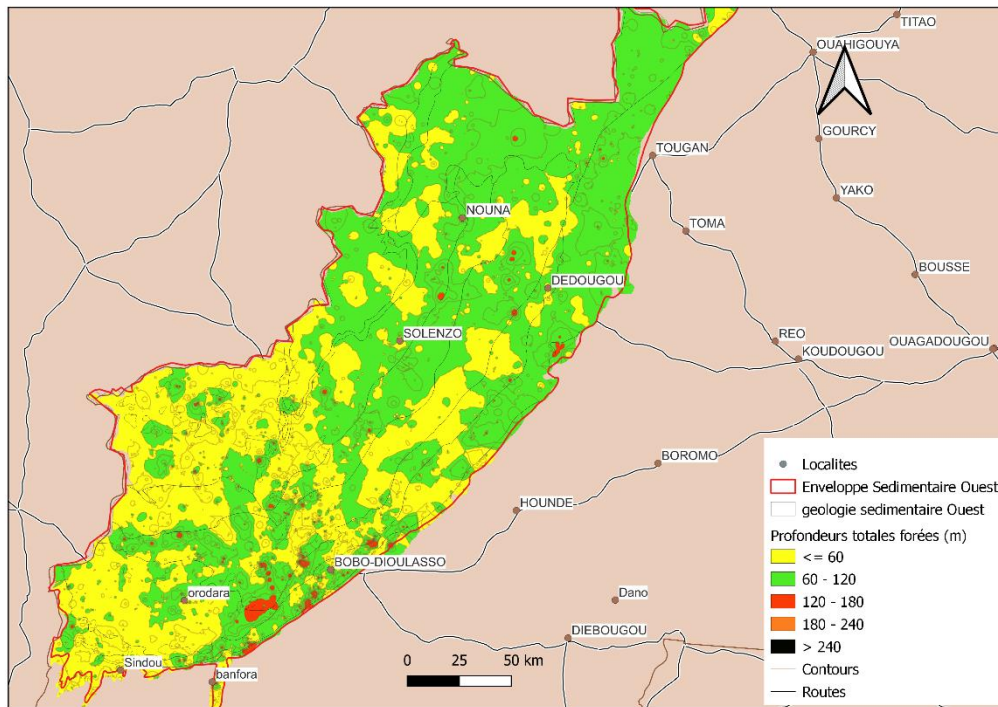 TITAO
OUAHIGOUYA
GOURCY
TOUGAN
YAKO
NOUNA
TOMA
BOUSSE
DEDOUGOU
SOLENZO
REO
OUAGADOUGOU
KOUDOUGOU
BOROMO
HOUNDE
BOBO-DIOULASSO
orodara
Dano
DIEBOUGOU
Sindou
banfora
0 25 50 km
Localites
Enveloppe Sedimentaire Ouest
geologie sedimentaire Ouest
Profondeurs totales forées (m)
<= 60
60 - 120
120 - 180
180 - 240
> 240
Contours
Routes